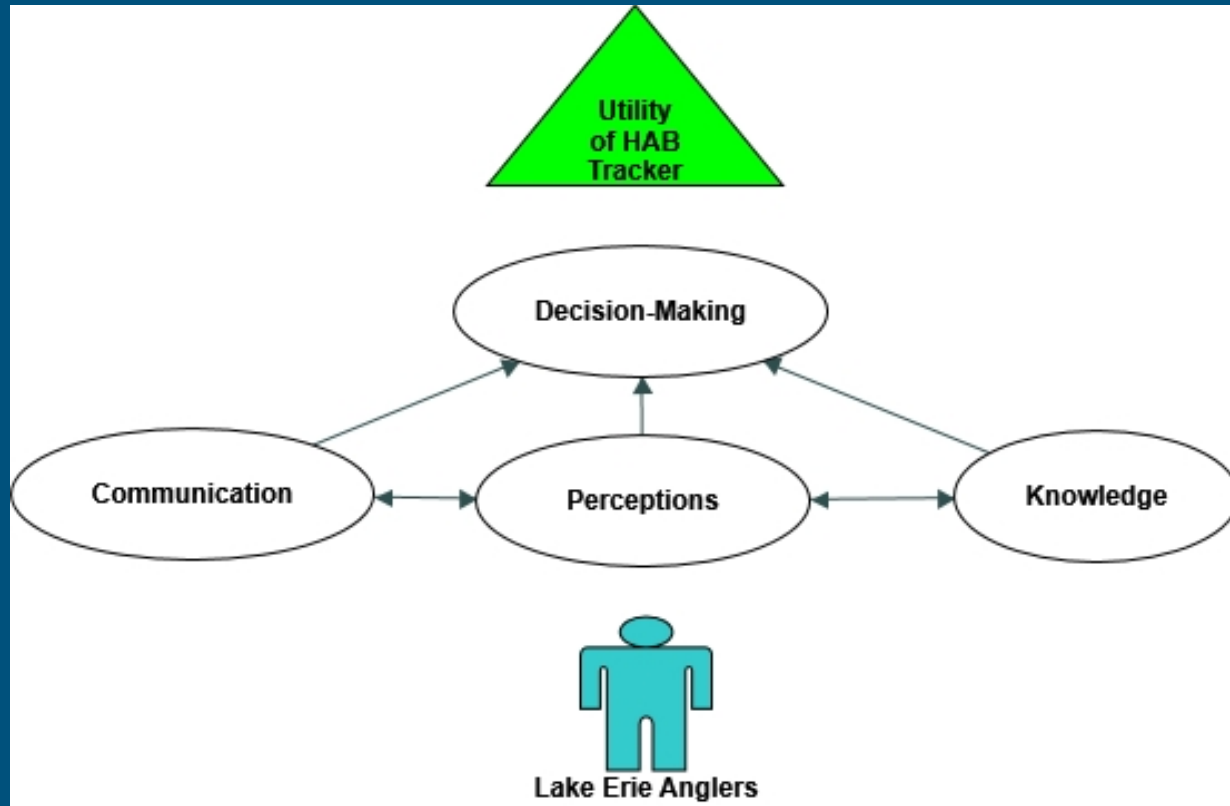 Utility
of HAB
Tracker
Decision-Making
Communication
Perceptions
Knowledge
Lake Erie Anglers